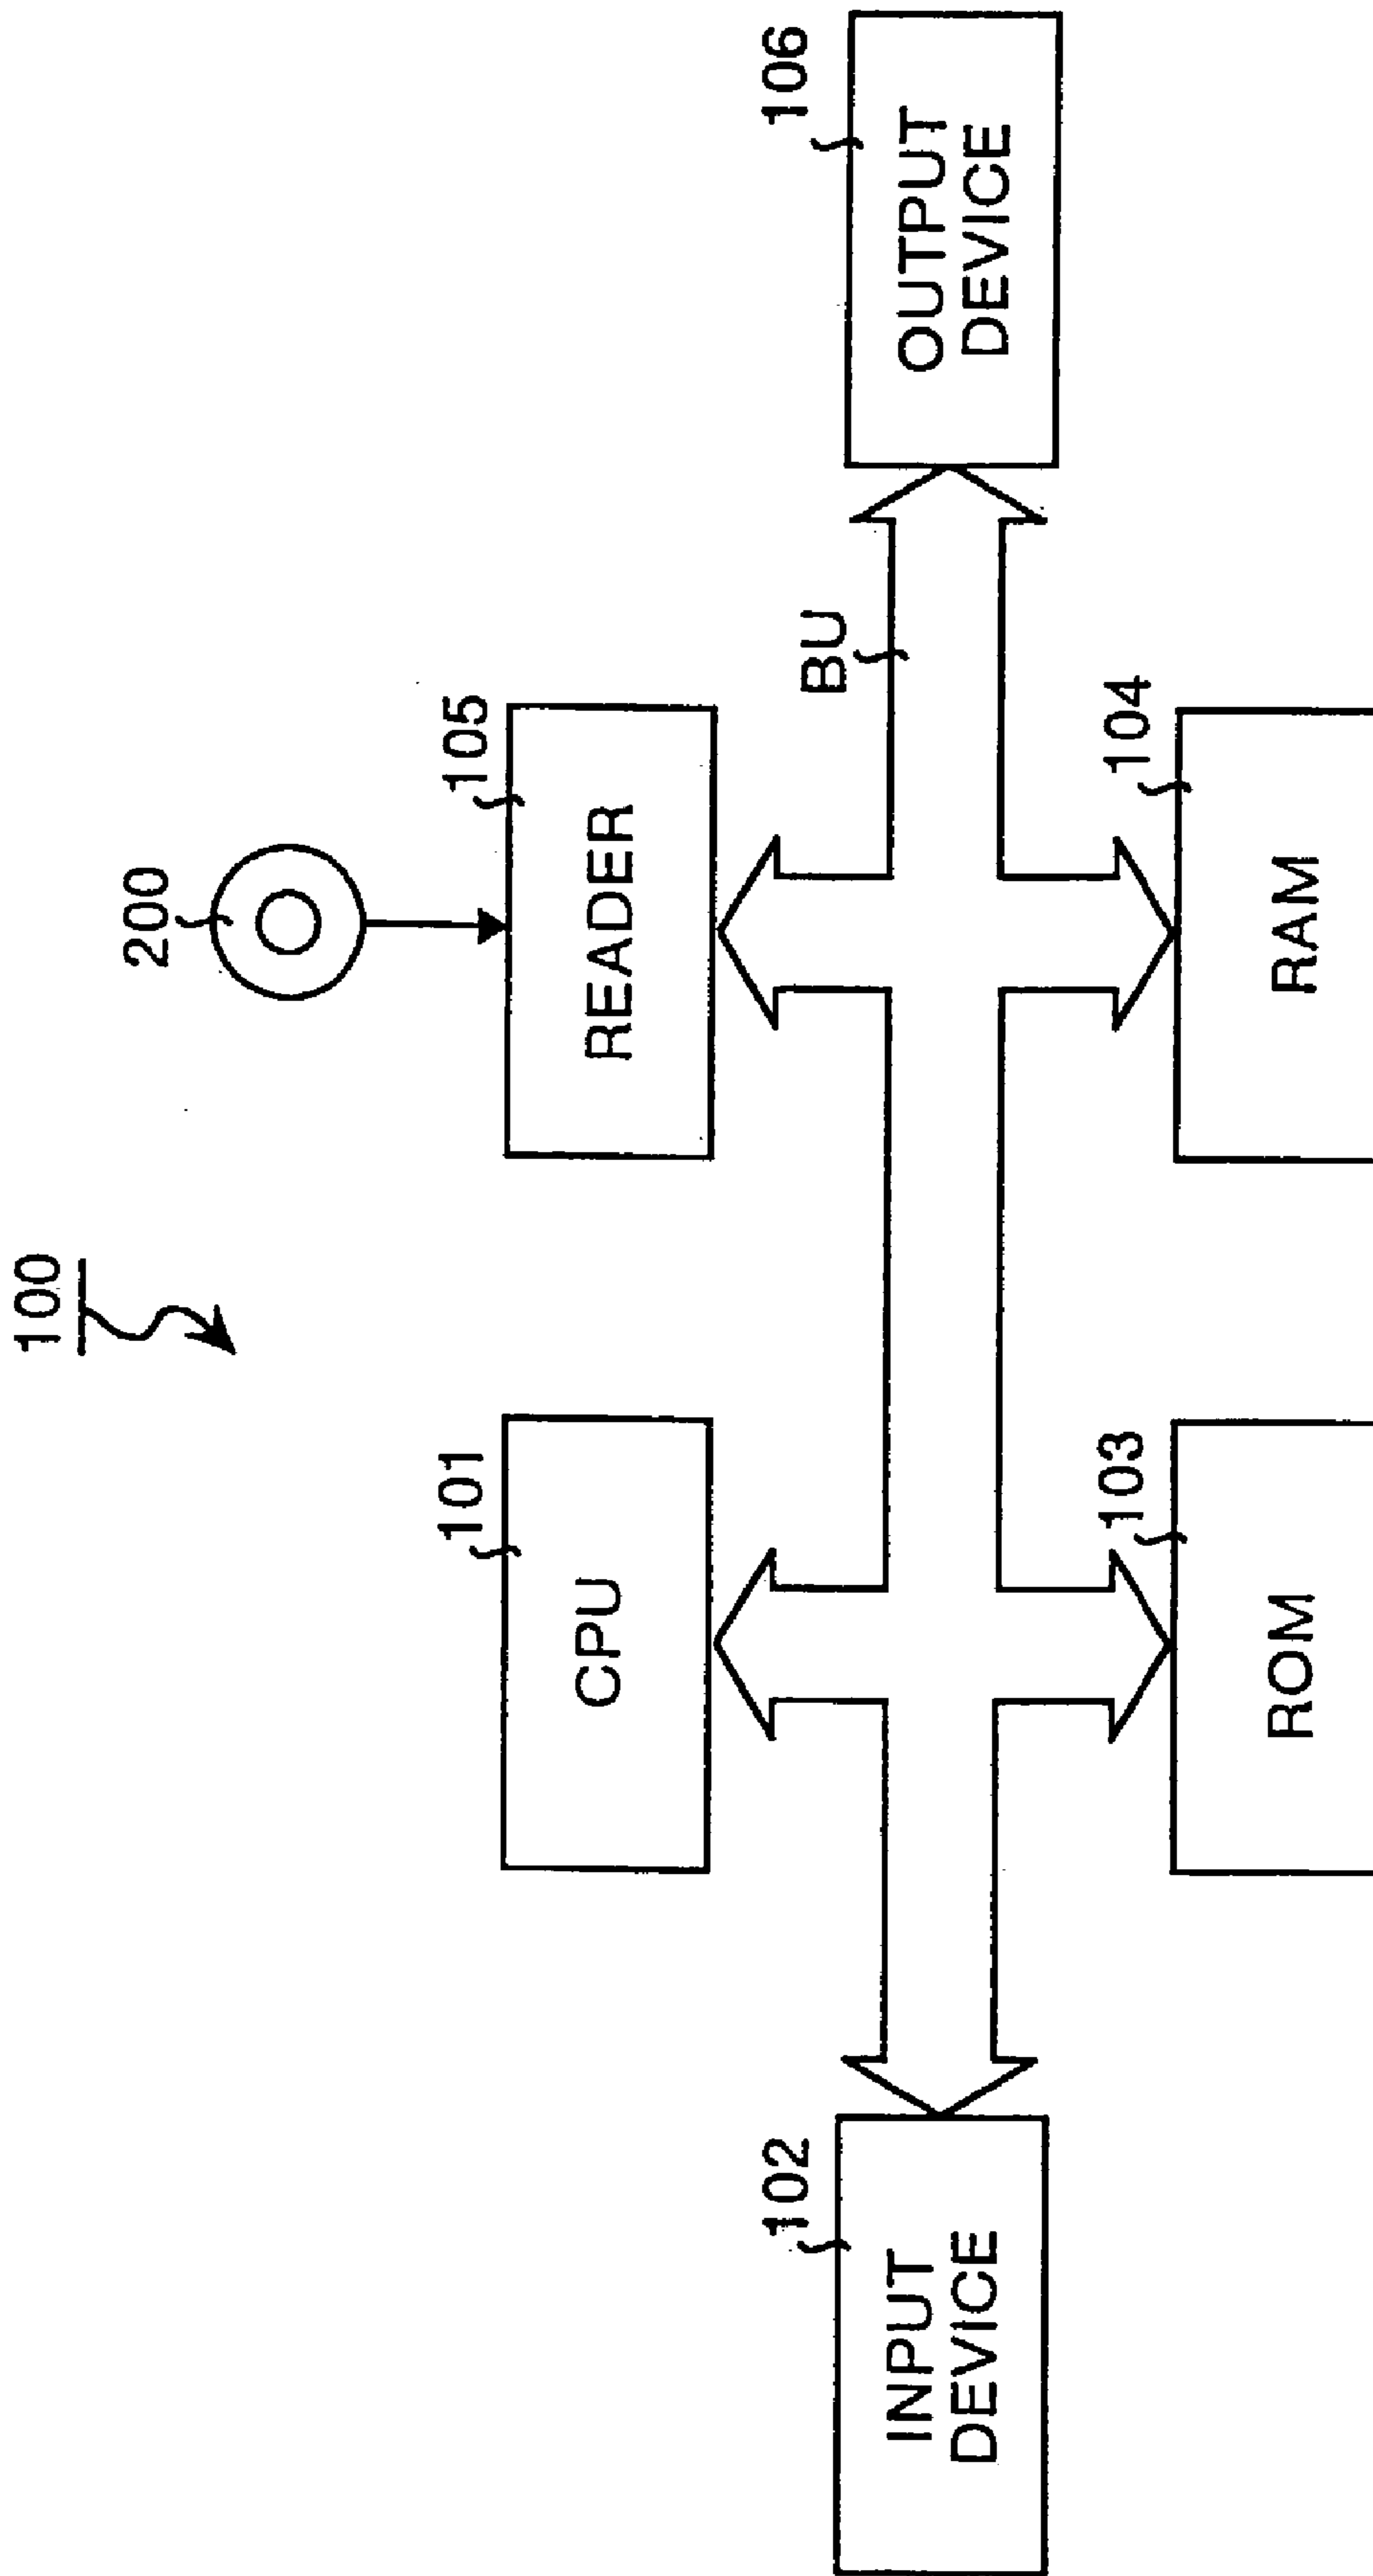 100
200
101
CPU
105
READER
102
INPUT
DEVICE
BU
106
OUTPUT
DEVICE
103
ROM
104
RAM